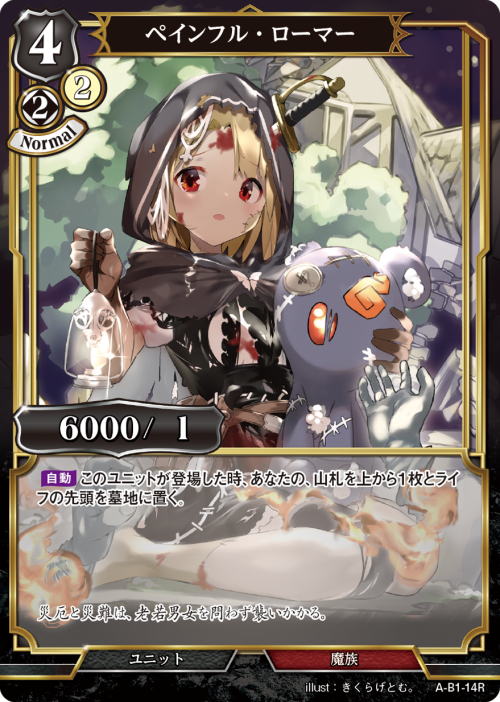 ペインフル・ローマー
4
2
2
Normal
6000/ 1
自動 このユニットが登場した時、あなたの、山札を上から1枚とライ
フの先頭を墓地に置く。
災厄と災難は、老若男女を問わず襲いかかる。
ユニット
魔族
illust：きくらげとむ。
A-B1-14R